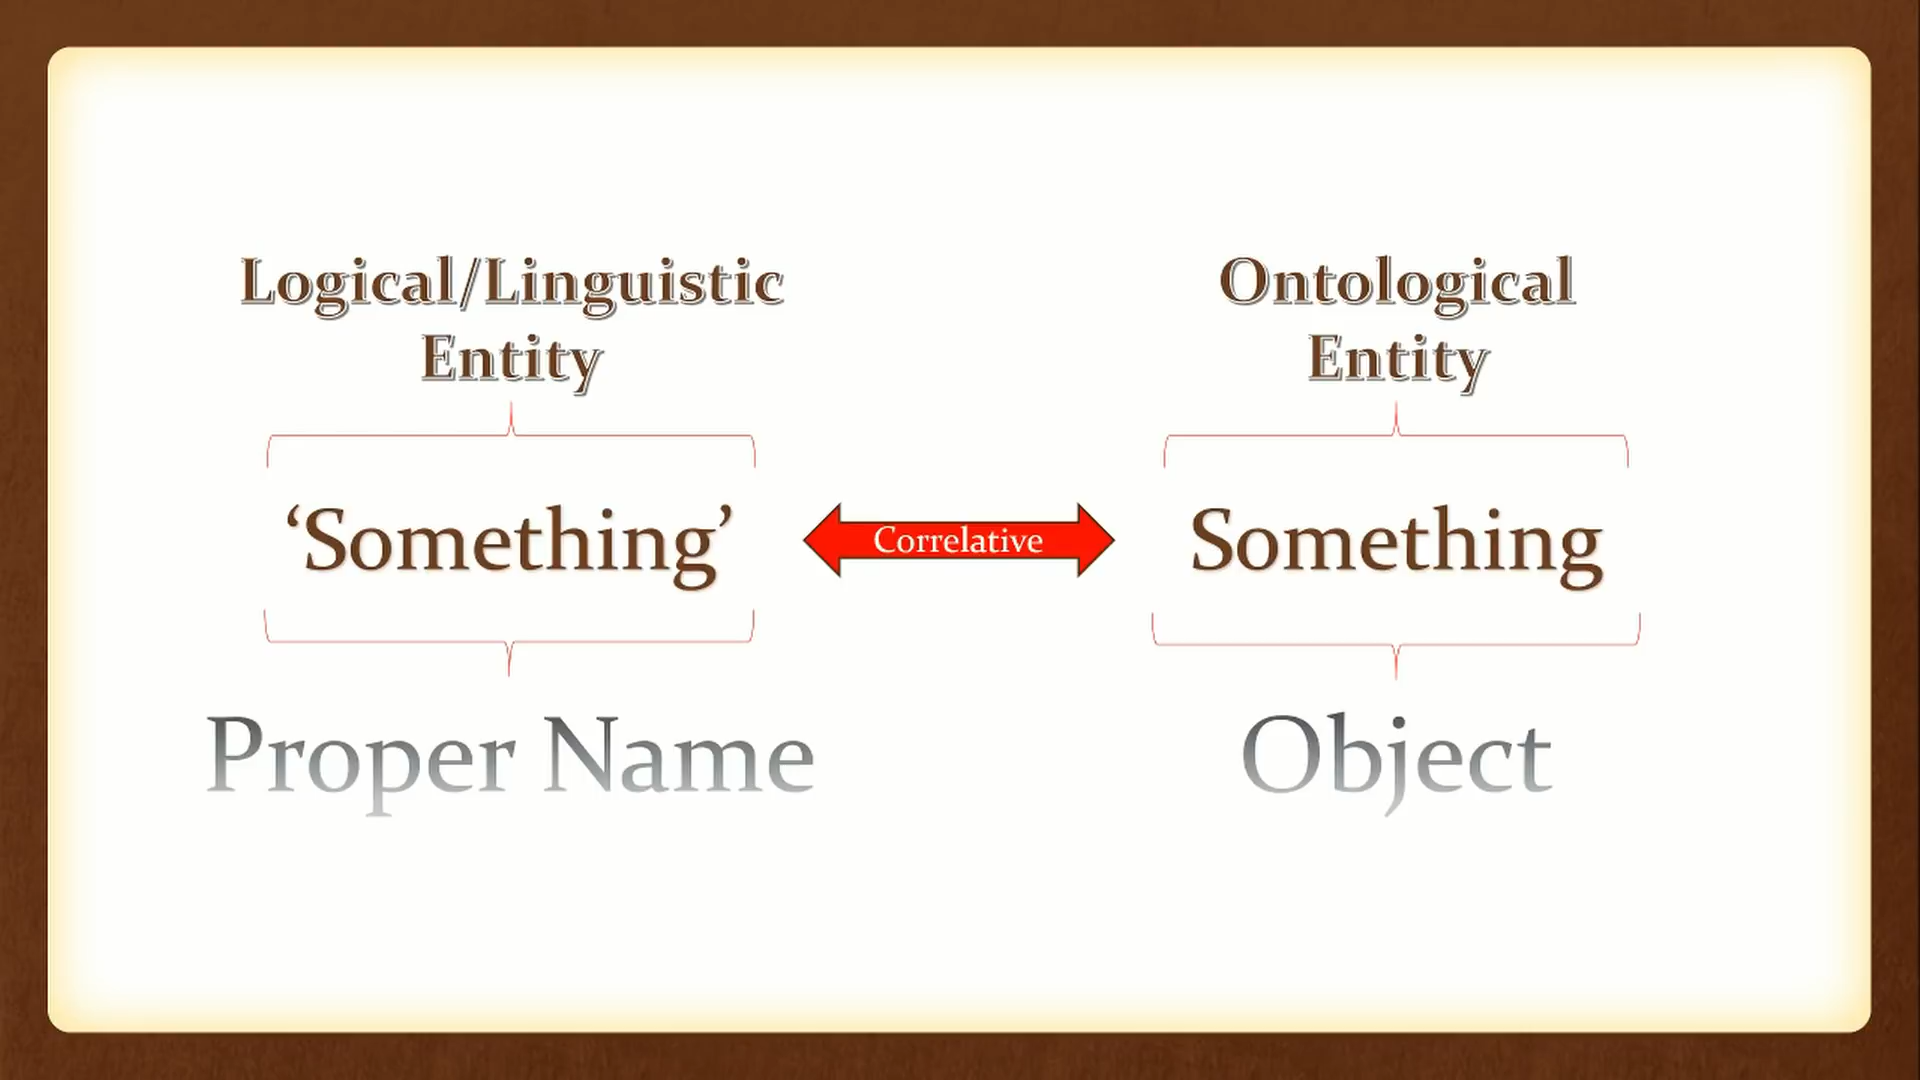 Logical/Linguistic
Entity
Ontological
Entity
‘Something’
Correlative
Something
Proper Name
Object